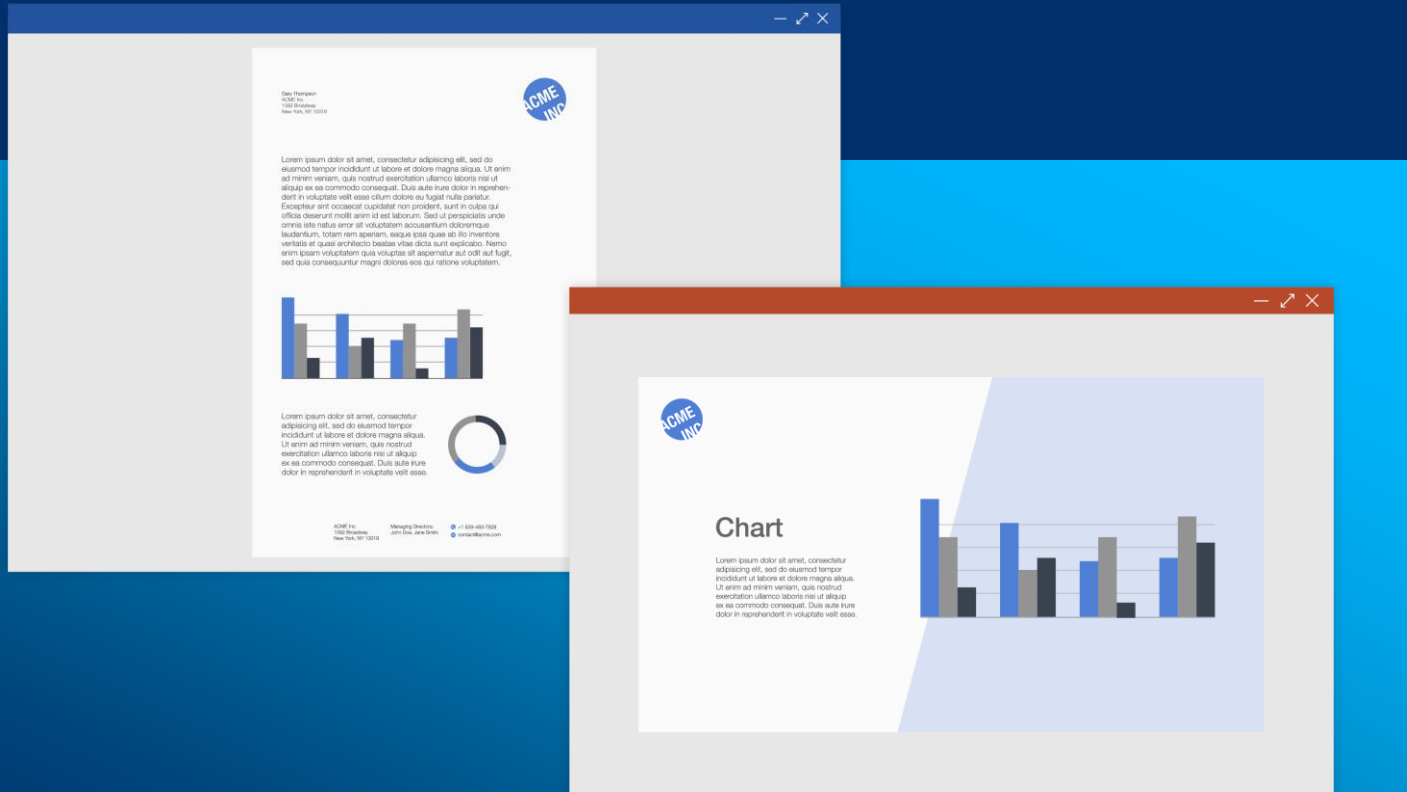 Gary Thompson
ACME Inc.
1392 Broadway
New York, NY 10019
ACME
INC
Lorem ipsum dolor sit amet, consectetur adipisicing elit, sed do
eiusmod tempor incididunt ut labore et dolore magna aliqua. Ut enim
ad minim veniam, quis nostrud exercitation ullamco laboris nisi ut
aliquip ex ea commodo consequat. Duis aute irure dolor in reprehen-
derit in voluptate velit esse cillum dolore eu fugiat nulla pariatur.
Excepteur sint occaecat cupidatat non proident, sunt in culpa qui
officia deserunt mollit anim id est laborum. Sed ut perspiciatis unde
omnis iste natus error sit voluptatem accusantium doloremque
laudantium, totam rem aperiam, eaque ipsa quae ab illo inventore
veritatis et quasi architecto beatae vitae dicta sunt explicabo. Nemo
enim ipsam voluptatem quia voluptas sit aspernatur aut odit aut fugit,
sed quia consequuntur magni dolores eos qui ratione voluptatem.
Lorem ipsum dolor sit amet, consectetur
adipisicing elit, sed do eiusmod tempor
incididunt ut labore et dolore magna aliqua.
Ut enim ad minim veniam, quis nostrud
exercitation ullamco laboris nisi ut aliquip
ex ea commodo consequat. Duis aute irure
dolor in reprehenderit in voluptate velit esse.
ACME Inc.
Broadway
New York, NY 10019
Managing Directors:
John Doe, Jane Smith
contact@acme.com
ACME
INC
Chart
Lorem ipsum dolor sit amet, consectetur
adipisicing elit, sed do eiusmod tempor
incididunt ut labore et dolore magna aliqua.
Ut enim ad minim veniam, quis nostrud
exercitation ullamco laboris nisi ut aliquip
ex ea commodo consequat. Duis aute irure
dolor in reprehenderit in voluptate velit esse.